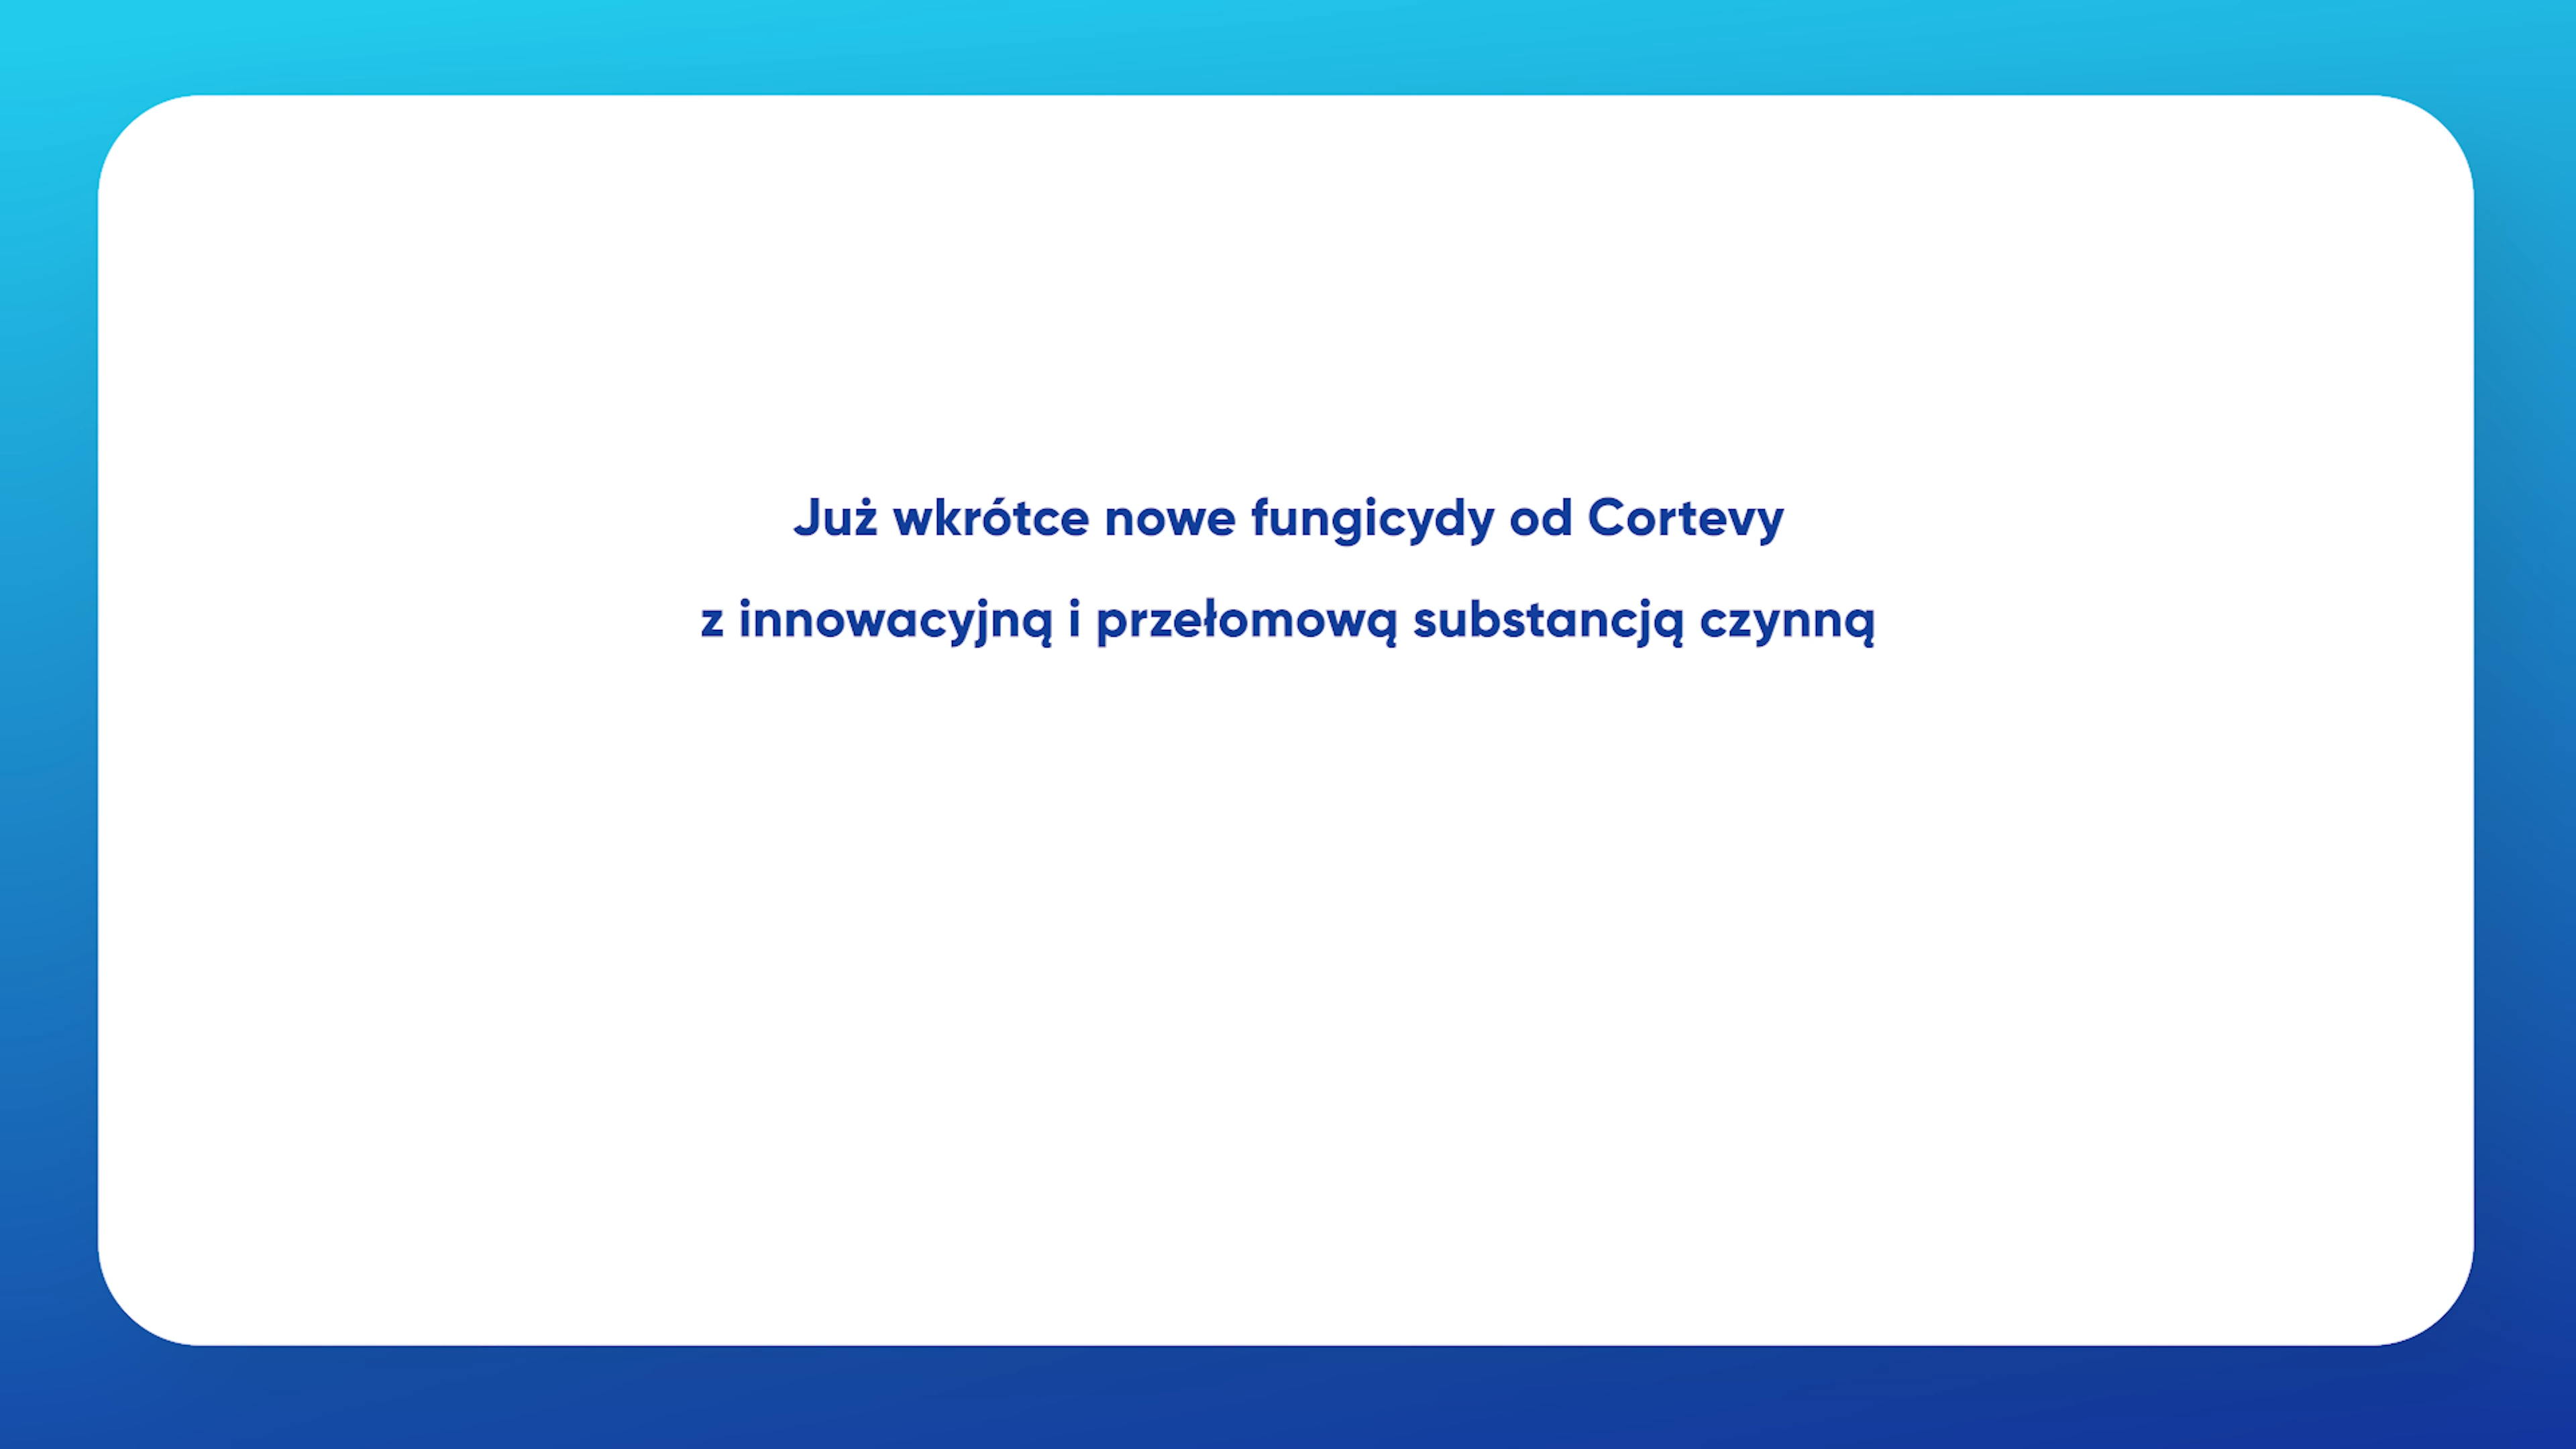 Już wkrótce nowe fungicydy od Cortevy
z innowacyjną i przełomową substancją czynną